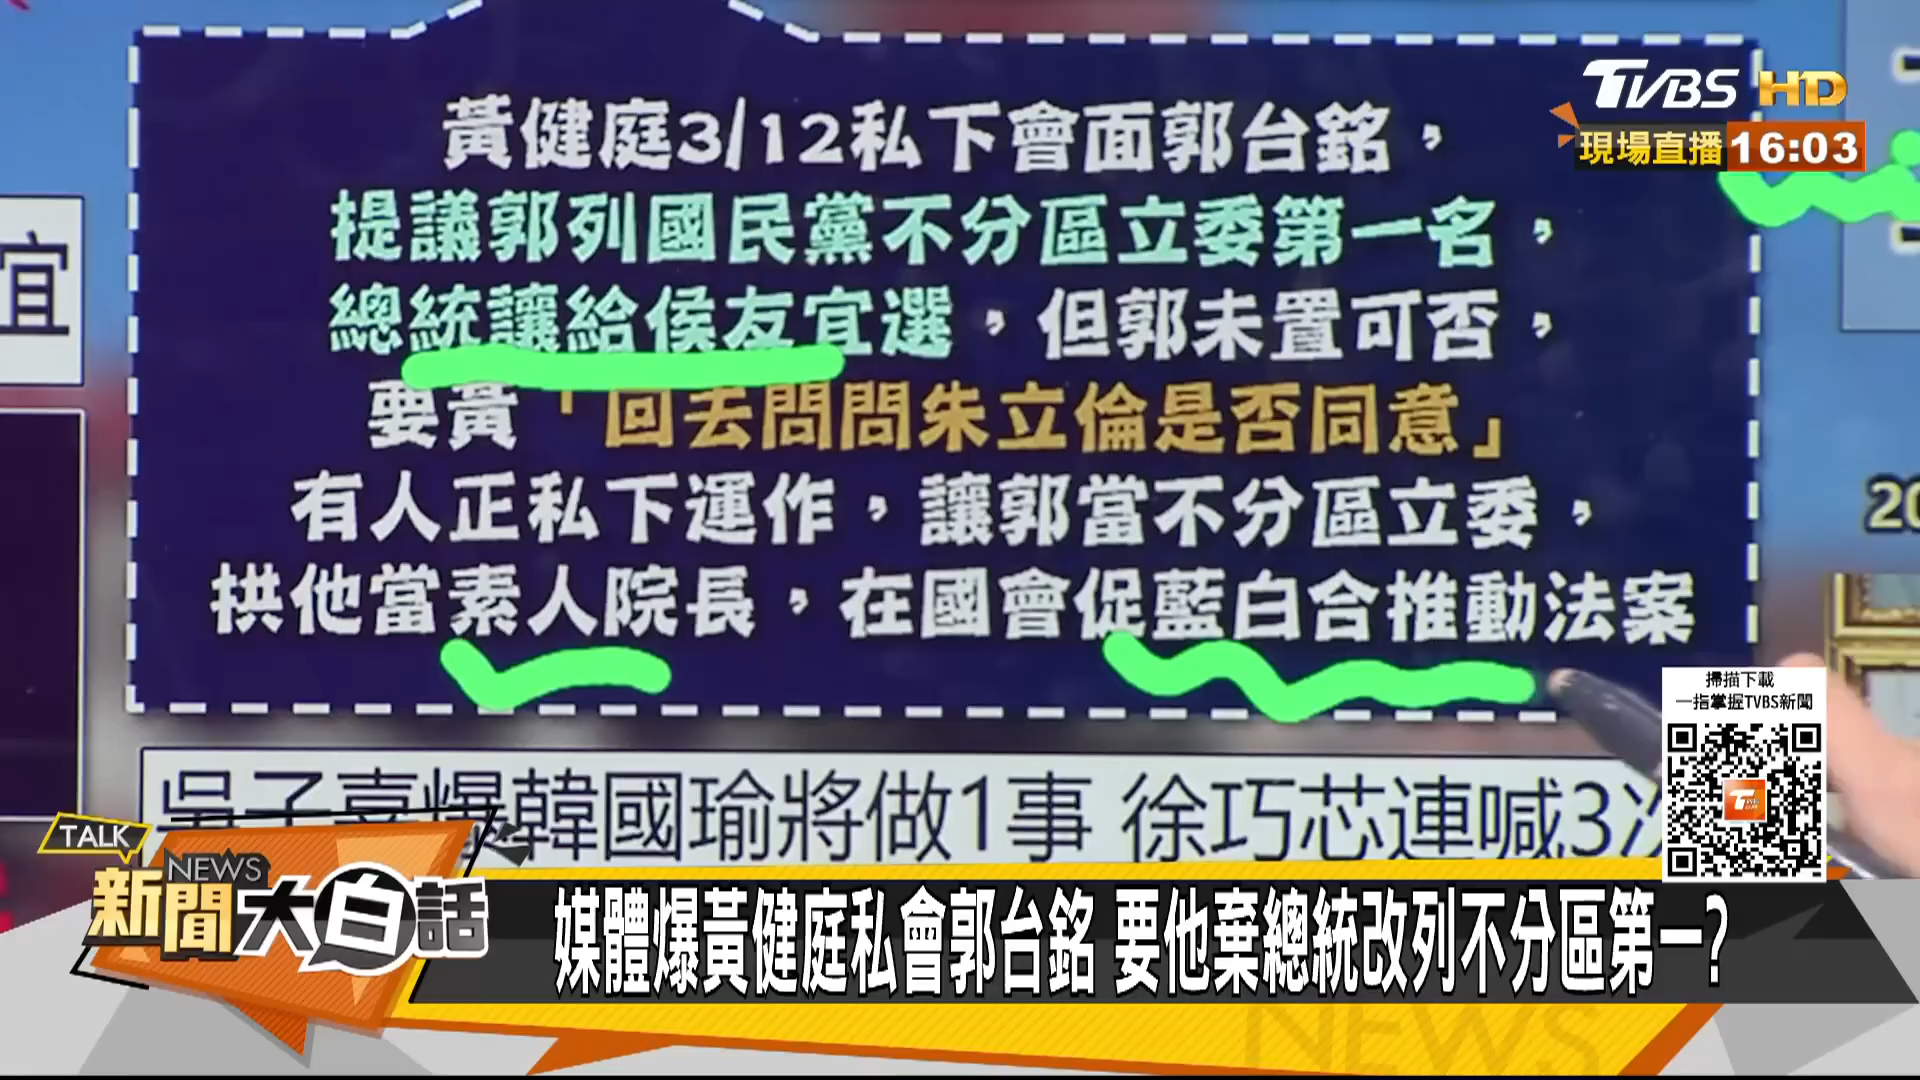 黃健庭3/12私下會面郭台銘，
提議郭列國民黨不分區立委第一名，
總統讓給侯友宜選，但郭未置可否，
要黃「回去問問朱立倫是否同意」
有人正私下運作，讓郭當不分區立委，
拱他當素人院長，在國會促藍白合推動法案
TVBS HD
現場直播 16:03
宜
20
掃描下載
一指掌握TVBS新聞
吳子嘉爆韓國瑜將做1事 徐巧芯連喊3次
TALK
NEWS
新聞大白話
媒體爆黃健庭私會郭台銘 要他棄總統改列不分區第一?
NEWS